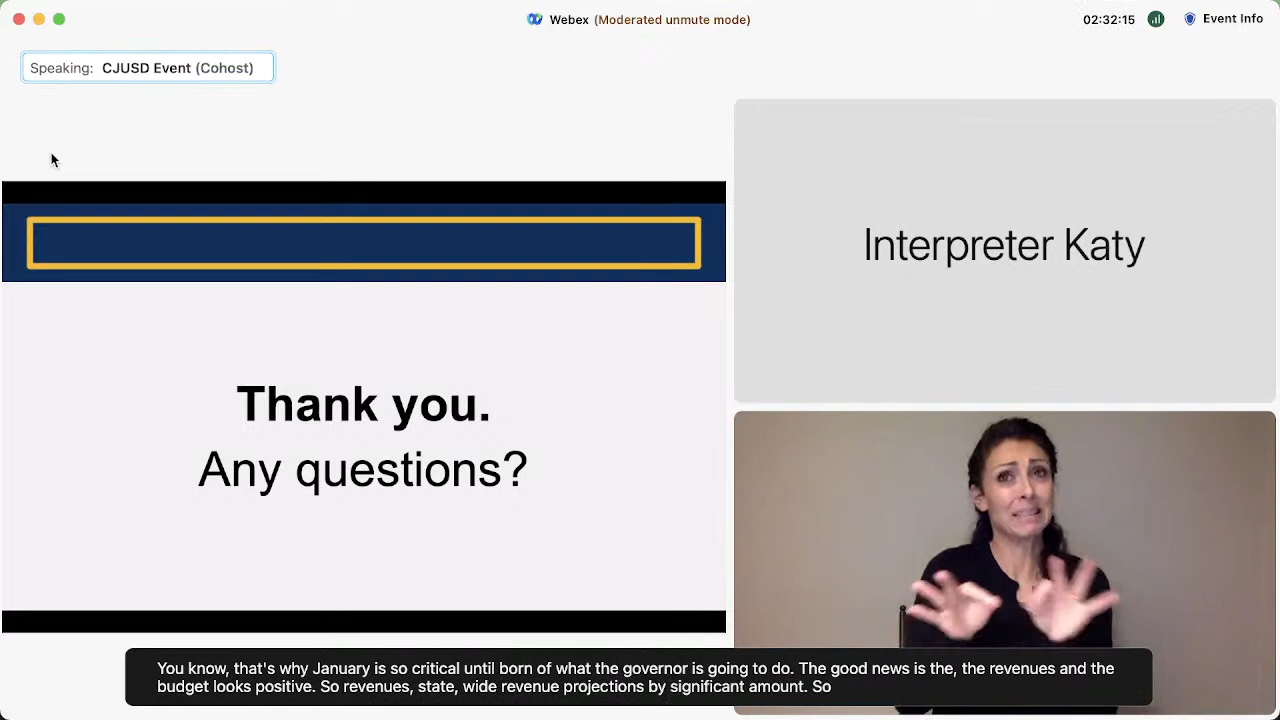 Webex (Moderated unmute mode)
02:32:15
Event Info
Speaking: CJUSD Event (Cohost)
Thank you.
Any questions?
Interpreter Katy
You know, that's why January is so critical until born of what the governor is going to do. The good news is the, the revenues and the
budget looks positive. So revenues, state, wide revenue projections by significant amount. So